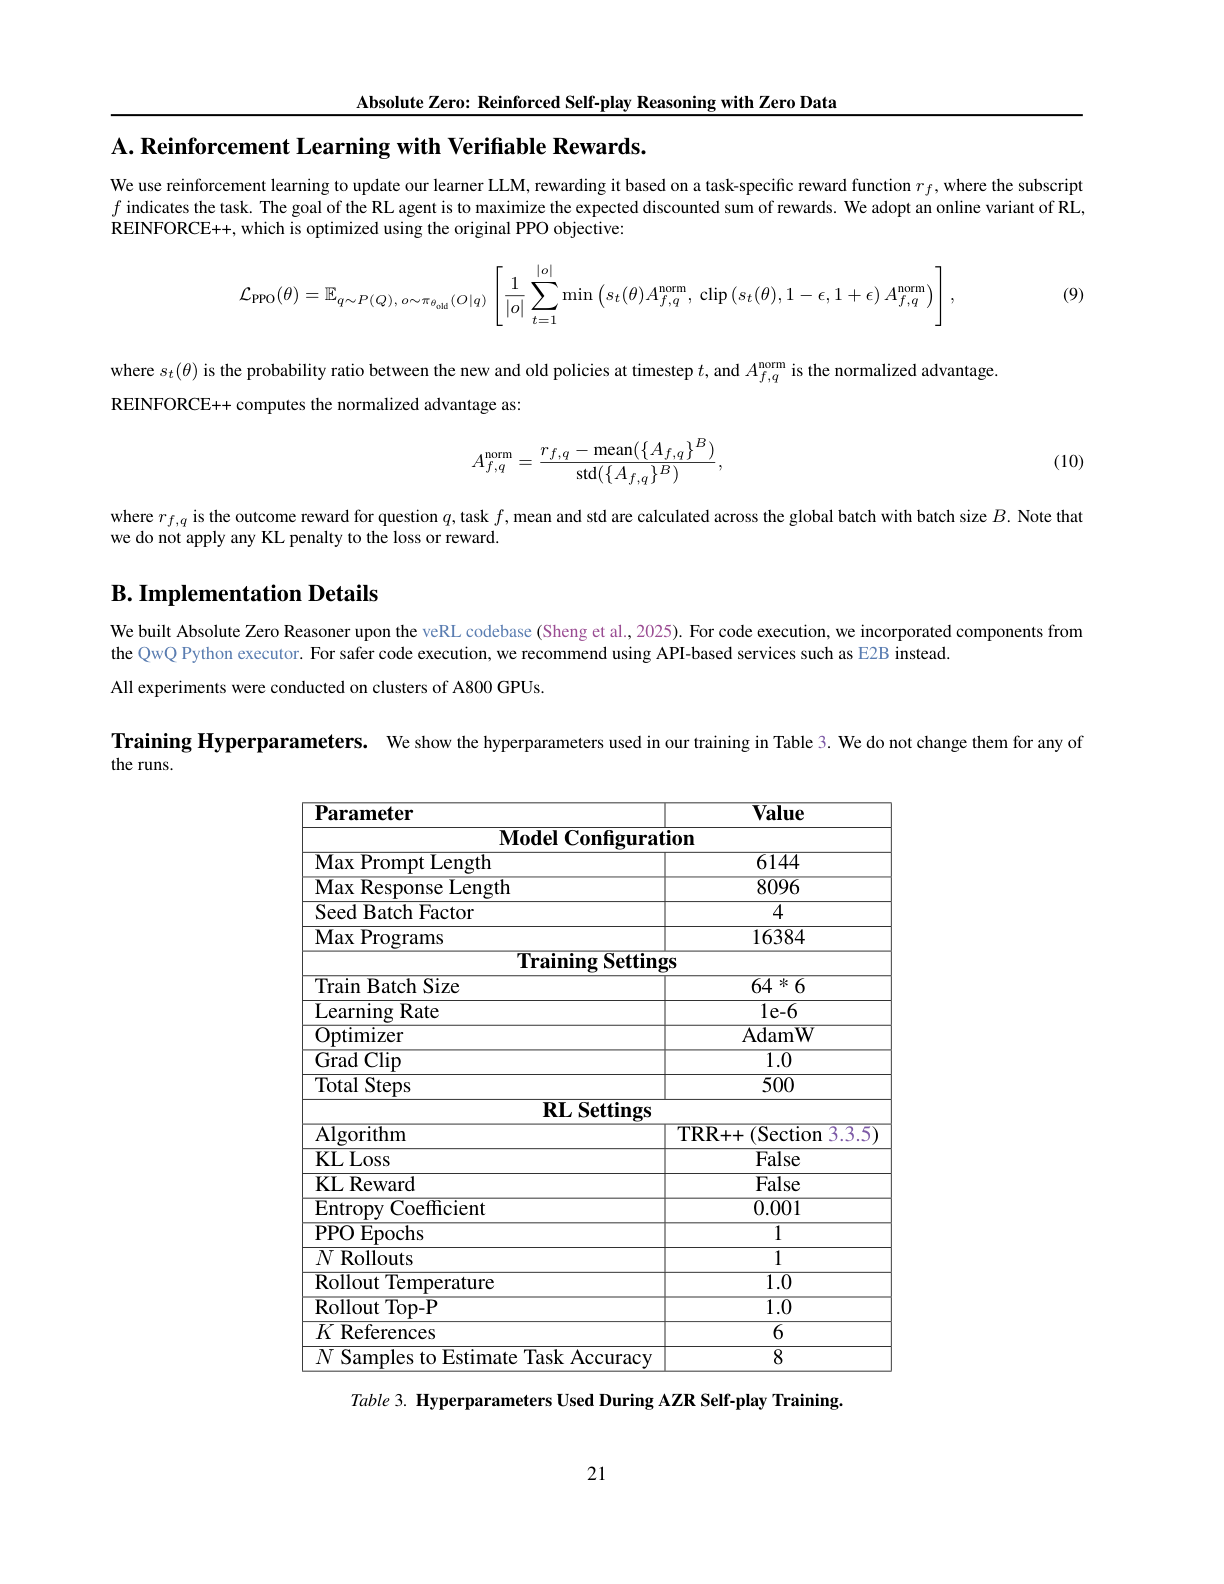 Absolute Zero: Reinforced Self-play Reasoning with Zero Data
A. Reinforcement Learning with Verifiable Rewards.
We use reinforcement learning to update our learner LLM, rewarding it based on a task-specific reward function r_f, where the subscript
f indicates the task. The goal of the RL agent is to maximize the expected discounted sum of rewards. We adopt an online variant of RL,
REINFORCE++, which is optimized using the original PPO objective:
\mathcal{L}_{\text{PPO}}(\theta) = \mathbb{E}_{q \sim P(Q),\, o \sim \pi_{\theta_{\text{old}}}(O|q)} \left[ \frac{1}{|o|} \sum_{t=1}^{|o|} \min \left( s_t(\theta) A_{f,q}^{\text{norm}},\, \text{clip}\left( s_t(\theta), 1-\epsilon, 1+\epsilon \right) A_{f,q}^{\text{norm}} \right) \right], (9)
where s_t(θ) is the probability ratio between the new and old policies at timestep t, and A_{f,q}^{norm} is the normalized advantage.
REINFORCE++ computes the normalized advantage as:
A_{f,q}^{\text{norm}} = \frac{r_{f,q} - \text{mean}(\{A_{f,q}\}^B)}{\text{std}(\{A_{f,q}\}^B)}, (10)
where r_{f,q} is the outcome reward for question q, task f, mean and std are calculated across the global batch with batch size B. Note that
we do not apply any KL penalty to the loss or reward.
B. Implementation Details
We built Absolute Zero Reasoner upon the veRL codebase (Sheng et al., 2025). For code execution, we incorporated components from
the QwQ Python executor. For safer code execution, we recommend using API-based services such as E2B instead.
All experiments were conducted on clusters of A800 GPUs.
Training Hyperparameters. We show the hyperparameters used in our training in Table 3. We do not change them for any of
the runs.
Parameter Value
Model Configuration
Max Prompt Length 6144
Max Response Length 8096
Seed Batch Factor 4
Max Programs 16384
Training Settings
Train Batch Size 64 * 6
Learning Rate 1e-6
Optimizer AdamW
Grad Clip 1.0
Total Steps 500
RL Settings
Algorithm TRR++ (Section 3.3.5)
KL Loss False
KL Reward False
Entropy Coefficient 0.001
PPO Epochs 1
N Rollouts 1
Rollout Temperature 1.0
Rollout Top-P 1.0
K References 6
N Samples to Estimate Task Accuracy 8
Table 3. Hyperparameters Used During AZR Self-play Training.
21